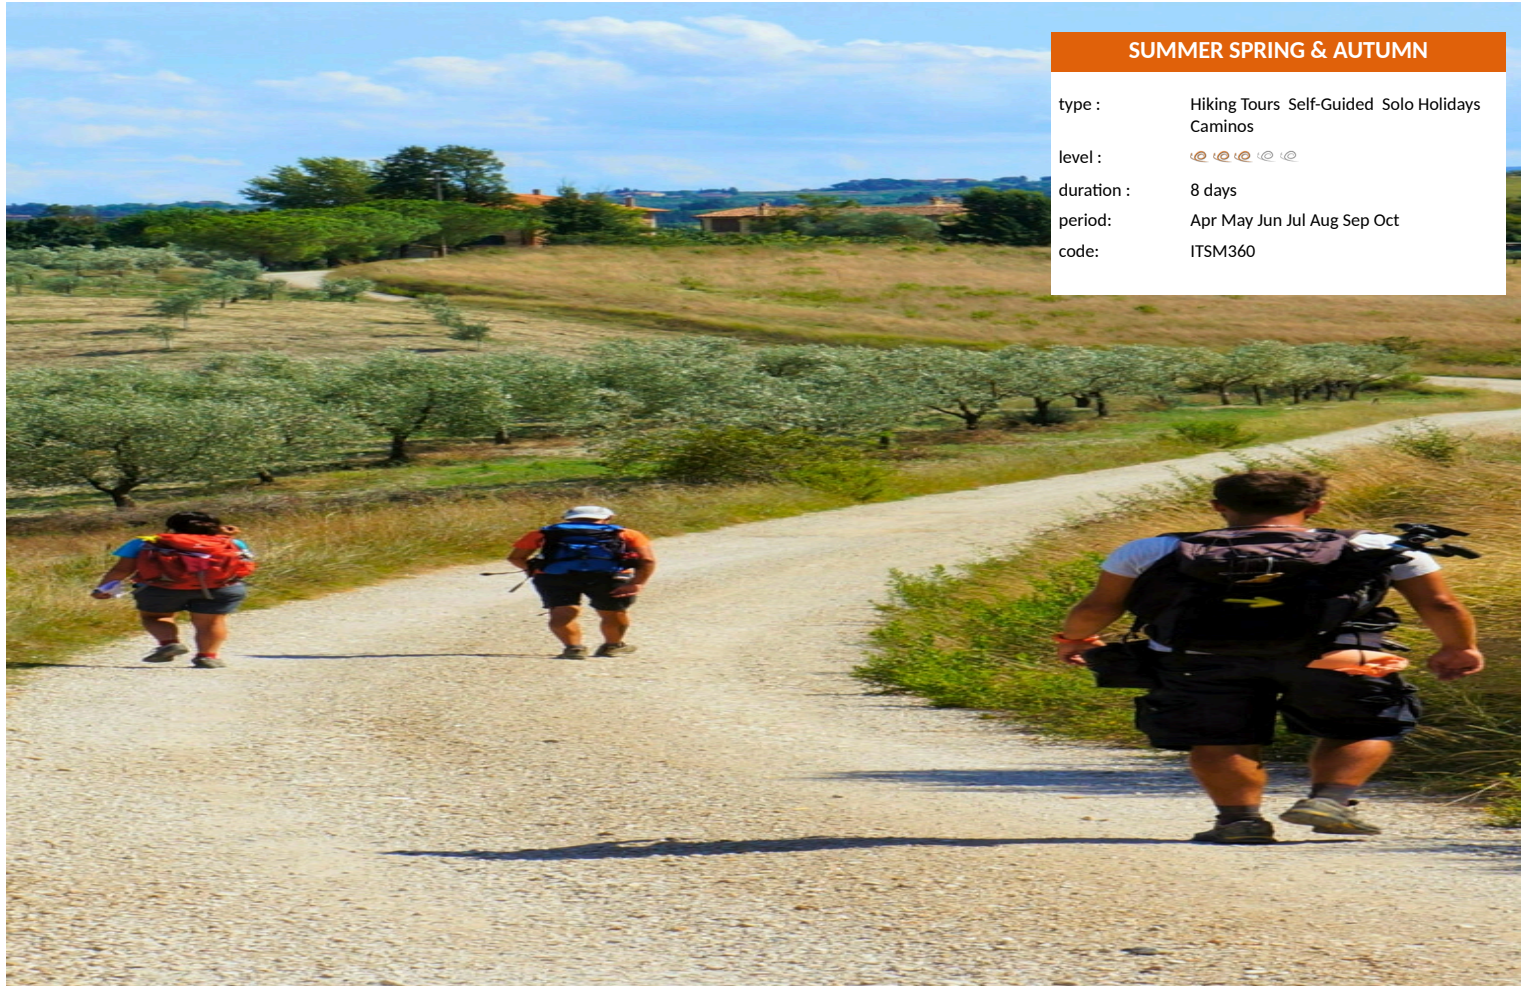 SUMMER SPRING & AUTUMN
type : Hiking Tours Self-Guided Solo Holidays
Caminos
level :
duration : 8 days
period: Apr May Jun Jul Aug Sep Oct
code: ITSM360